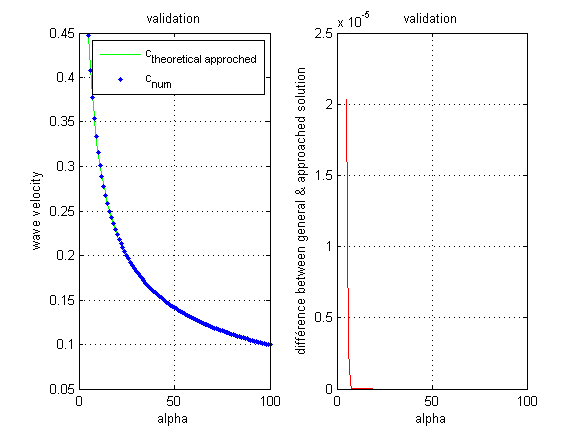 validation
0.45
0.4
0.35
0.3
0.25
0.2
0.15
0.1
0.05
0
50
100
wave velocity
alpha
c theoretical approched
c num
validation
x 10^-5
2.5
2
1.5
1
0.5
0
0
50
100
différence between general & approached solution
alpha